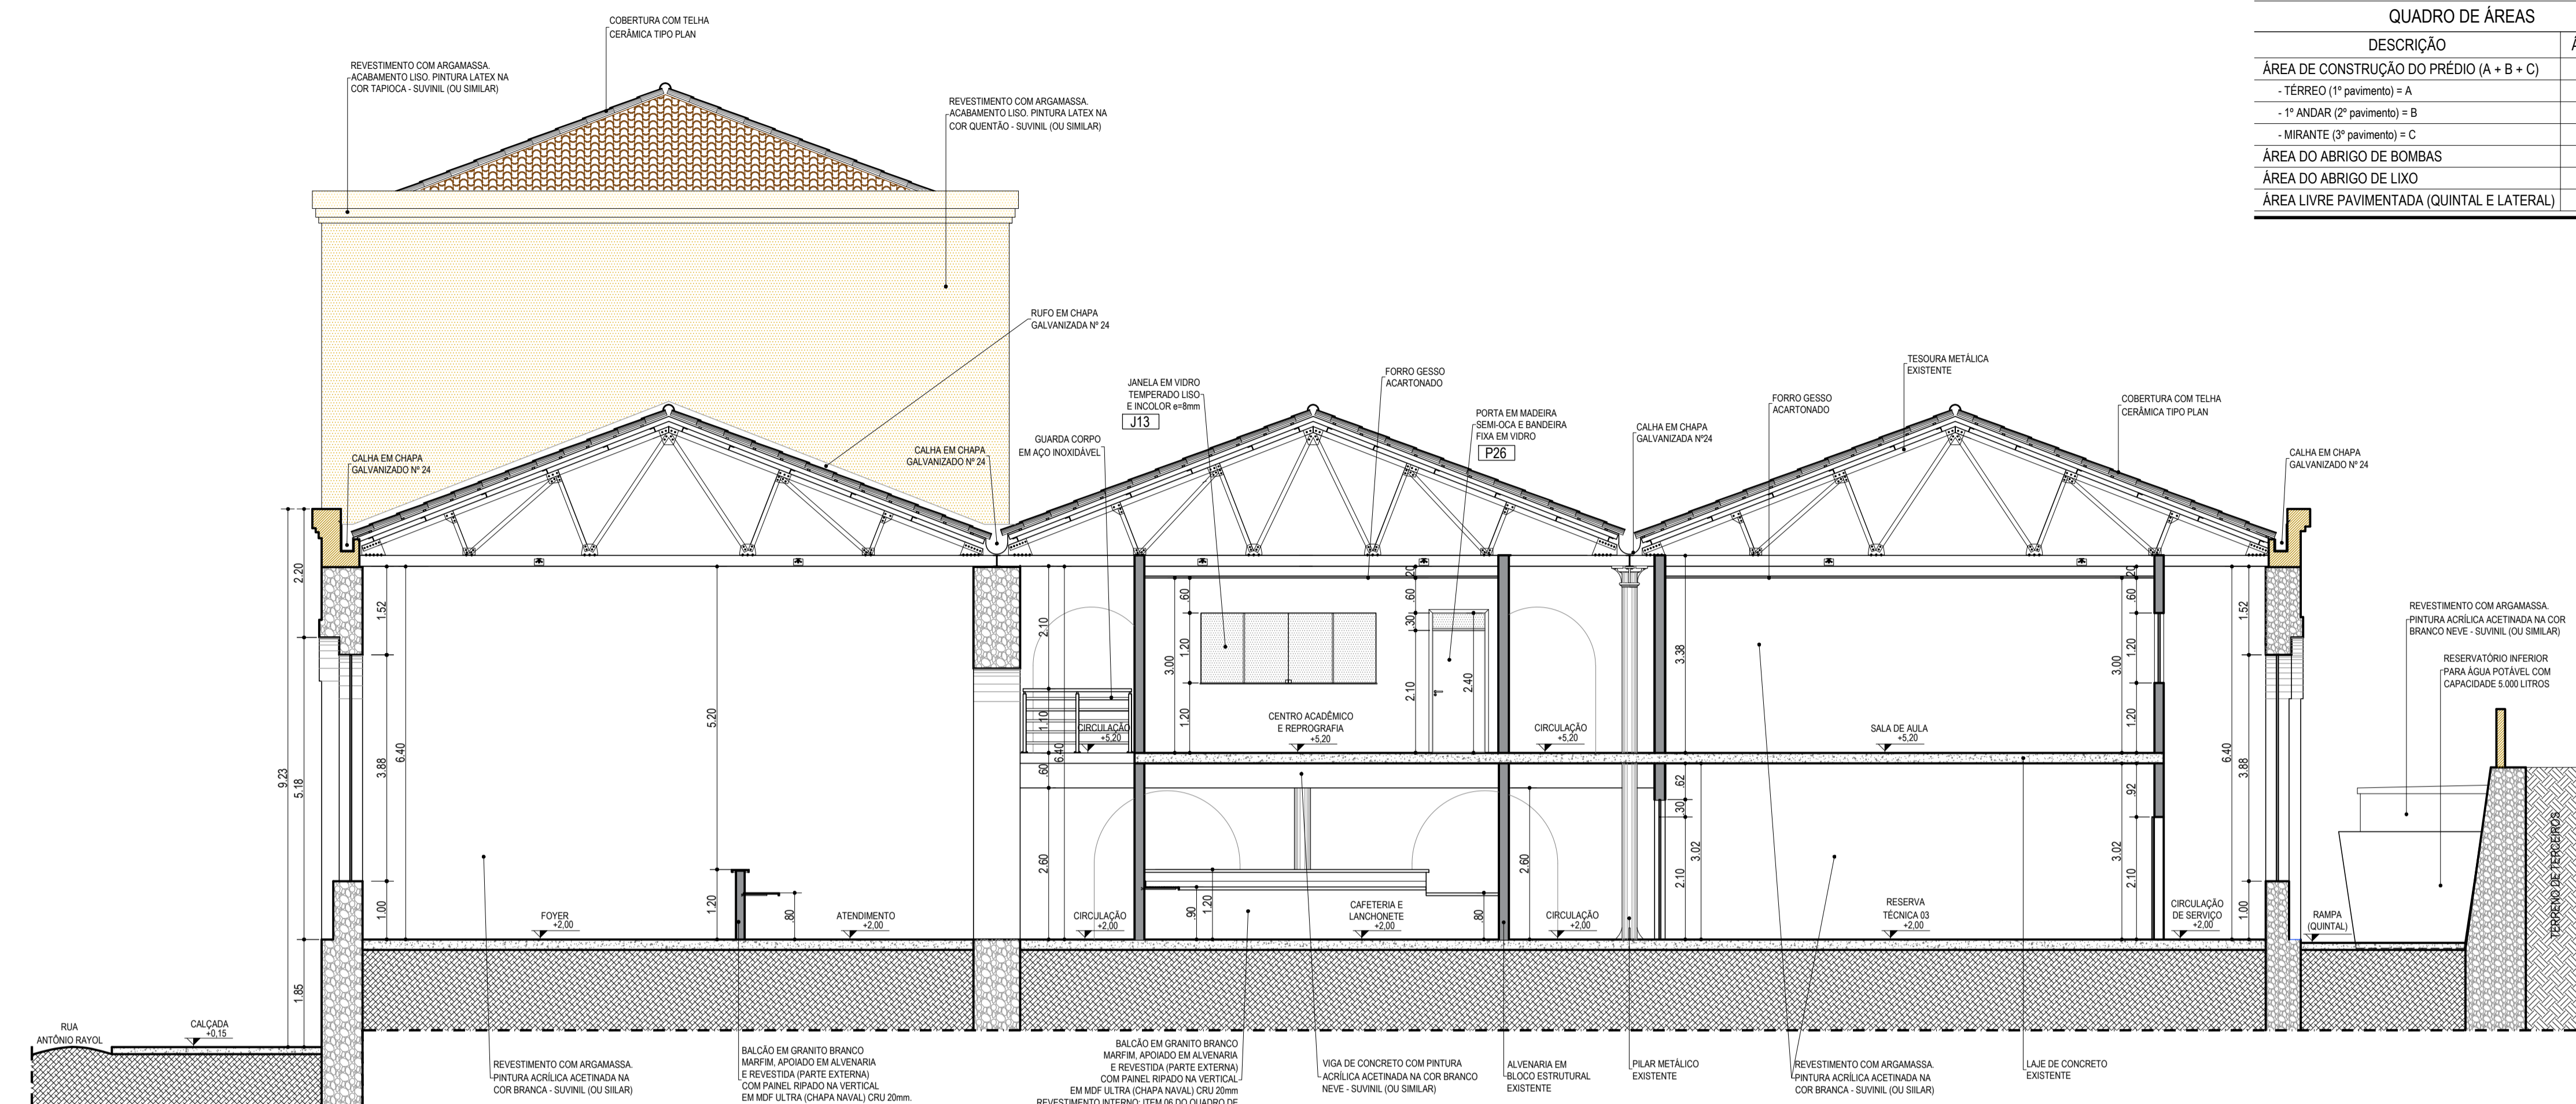 QUADRO DE ÁREAS
DESCRIÇÃO
ÁREA DE CONSTRUÇÃO DO PRÉDIO (A + B + C)
- TÉRREO (1º pavimento) = A
- 1º ANDAR (2º pavimento) = B
- MIRANTE (3º pavimento) = C
ÁREA DO ABRIGO DE BOMBAS
ÁREA DO ABRIGO DE LIXO
ÁREA LIVRE PAVIMENTADA (QUINTAL E LATERAL)
COBERTURA COM TELHA
CERÂMICA TIPO PLAN
REVESTIMENTO COM ARGAMASSA.
ACABAMENTO LISO. PINTURA LATEX NA
COR TAPIOCA - SUVINIL (OU SIMILAR)
REVESTIMENTO COM ARGAMASSA.
ACABAMENTO LISO. PINTURA LATEX NA
COR QUENTÃO - SUVINIL (OU SIMILAR)
RUFO EM CHAPA
GALVANIZADA Nº 24
CALHA EM CHAPA
GALVANIZADO Nº 24
CALHA EM CHAPA
GALVANIZADO Nº 24
GUARDA CORPO
EM AÇO INOXIDÁVEL
JANELA EM VIDRO
TEMPERADO LISO
E INCOLOR e=8mm
J13
FORRO GESSO
ACARTONADO
PORTA EM MADEIRA
SEMI-OCA E BANDEIRA
FIXA EM VIDRO
P26
CALHA EM CHAPA
GALVANIZADA Nº24
FORRO GESSO
ACARTONADO
TESOURA METÁLICA
EXISTENTE
COBERTURA COM TELHA
CERÂMICA TIPO PLAN
CALHA EM CHAPA
GALVANIZADO Nº 24
REVESTIMENTO COM ARGAMASSA.
PINTURA ACRÍLICA ACETINADA NA COR
BRANCO NEVE - SUVINIL (OU SIMILAR)
RESERVATÓRIO INFERIOR
PARA ÁGUA POTÁVEL COM
CAPACIDADE 5.000 LITROS
9.23
2.20
5.18
1.85
1.52
3.88
1.00
6.40
5.20
1.20
.80
2.10
1.10
.60
2.60
6.40
3.00
.60
1.20
1.20
.20
.60
.30
2.10
2.40
3.38
.20
.60
1.20
1.20
3.00
1.52
3.88
1.00
6.40
.90
1.20
.80
2.60
.62
.30
2.10
3.02
.92
2.10
3.02
CIRCULAÇÃO
+5,20
CENTRO ACADÊMICO
E REPROGRAFIA
+5,20
CIRCULAÇÃO
+5,20
SALA DE AULA
+5,20
FOYER
+2,00
ATENDIMENTO
+2,00
CIRCULAÇÃO
+2,00
CAFETERIA E
LANCHONETE
+2,00
CIRCULAÇÃO
+2,00
RESERVA
TÉCNICA 03
+2,00
CIRCULAÇÃO
DE SERVIÇO
+2,00
RAMPA
(QUINTAL)
TERRENO DE TERCEIROS
RUA
ANTÔNIO RAYOL
CALÇADA
+0,15
REVESTIMENTO COM ARGAMASSA.
PINTURA ACRÍLICA ACETINADA NA
COR BRANCA - SUVINIL (OU SIILAR)
BALCÃO EM GRANITO BRANCO
MARFIM, APOIADO EM ALVENARIA
E REVESTIDA (PARTE EXTERNA)
COM PAINEL RIPADO NA VERTICAL
EM MDF ULTRA (CHAPA NAVAL) CRU 20mm.
BALCÃO EM GRANITO BRANCO
MARFIM, APOIADO EM ALVENARIA
E REVESTIDA (PARTE EXTERNA)
COM PAINEL RIPADO NA VERTICAL
EM MDF ULTRA (CHAPA NAVAL) CRU 20mm
REVESTIMENTO INTERNO: ITEM 06 DO QUADRO DE
VIGA DE CONCRETO COM PINTURA
ACRÍLICA ACETINADA NA COR BRANCO
NEVE - SUVINIL (OU SIMILAR)
ALVENARIA EM
BLOCO ESTRUTURAL
EXISTENTE
PILAR METÁLICO
EXISTENTE
REVESTIMENTO COM ARGAMASSA.
PINTURA ACRÍLICA ACETINADA NA
COR BRANCA - SUVINIL (OU SIILAR)
LAJE DE CONCRETO
EXISTENTE